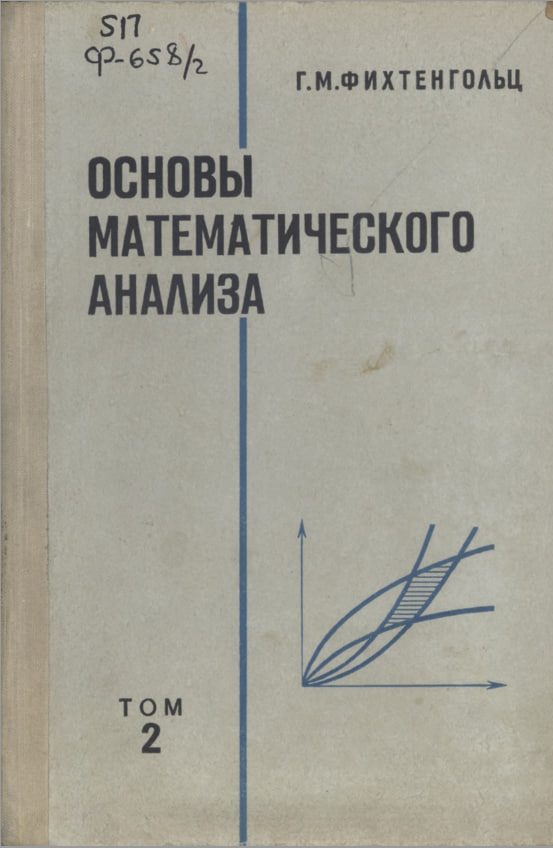 517
Ф-658/2
Г.М.ФИХТЕНГОЛЬЦ
ОСНОВЫ
МАТЕМАТИЧЕСКОГО
АНАЛИЗА
ТОМ
2